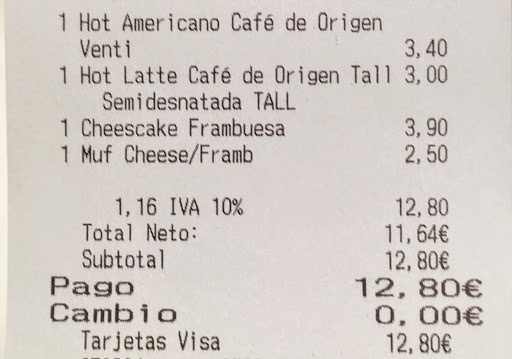 1 Hot Americano Café de Origen
Venti 3,40
1 Hot Latte Café de Origen Tall 3,00
Semidesnatada TALL
1 Cheescake Frambuesa 3,90
1 Muf Cheese/Framb 2,50
1,16 IVA 10% 12,80
Total Neto: 11,64€
Subtotal 12,80€
Pago 12,80€
Cambio 0,00€
Tarjetas Visa 12,80€